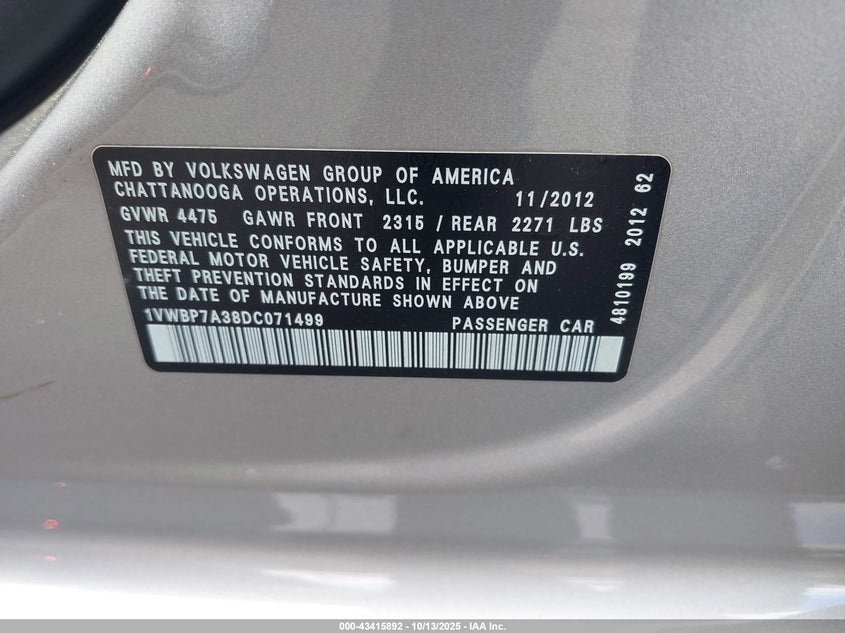 MFD BY VOLKSWAGEN GROUP OF AMERICA
CHATTANOOGA OPERATIONS, LLC. 11/2012
GVWR 4475 GAWR FRONT 2315 / REAR 2271 LBS
THIS VEHICLE CONFORMS TO ALL APPLICABLE U.S.
FEDERAL MOTOR VEHICLE SAFETY, BUMPER AND
THEFT PREVENTION STANDARDS IN EFFECT ON
THE DATE OF MANUFACTURE SHOWN ABOVE
1VWBP7A38DC071499 PASSENGER CAR
4810199 2012 62
000-43415892 - 10/13/2025 - IAA Inc.